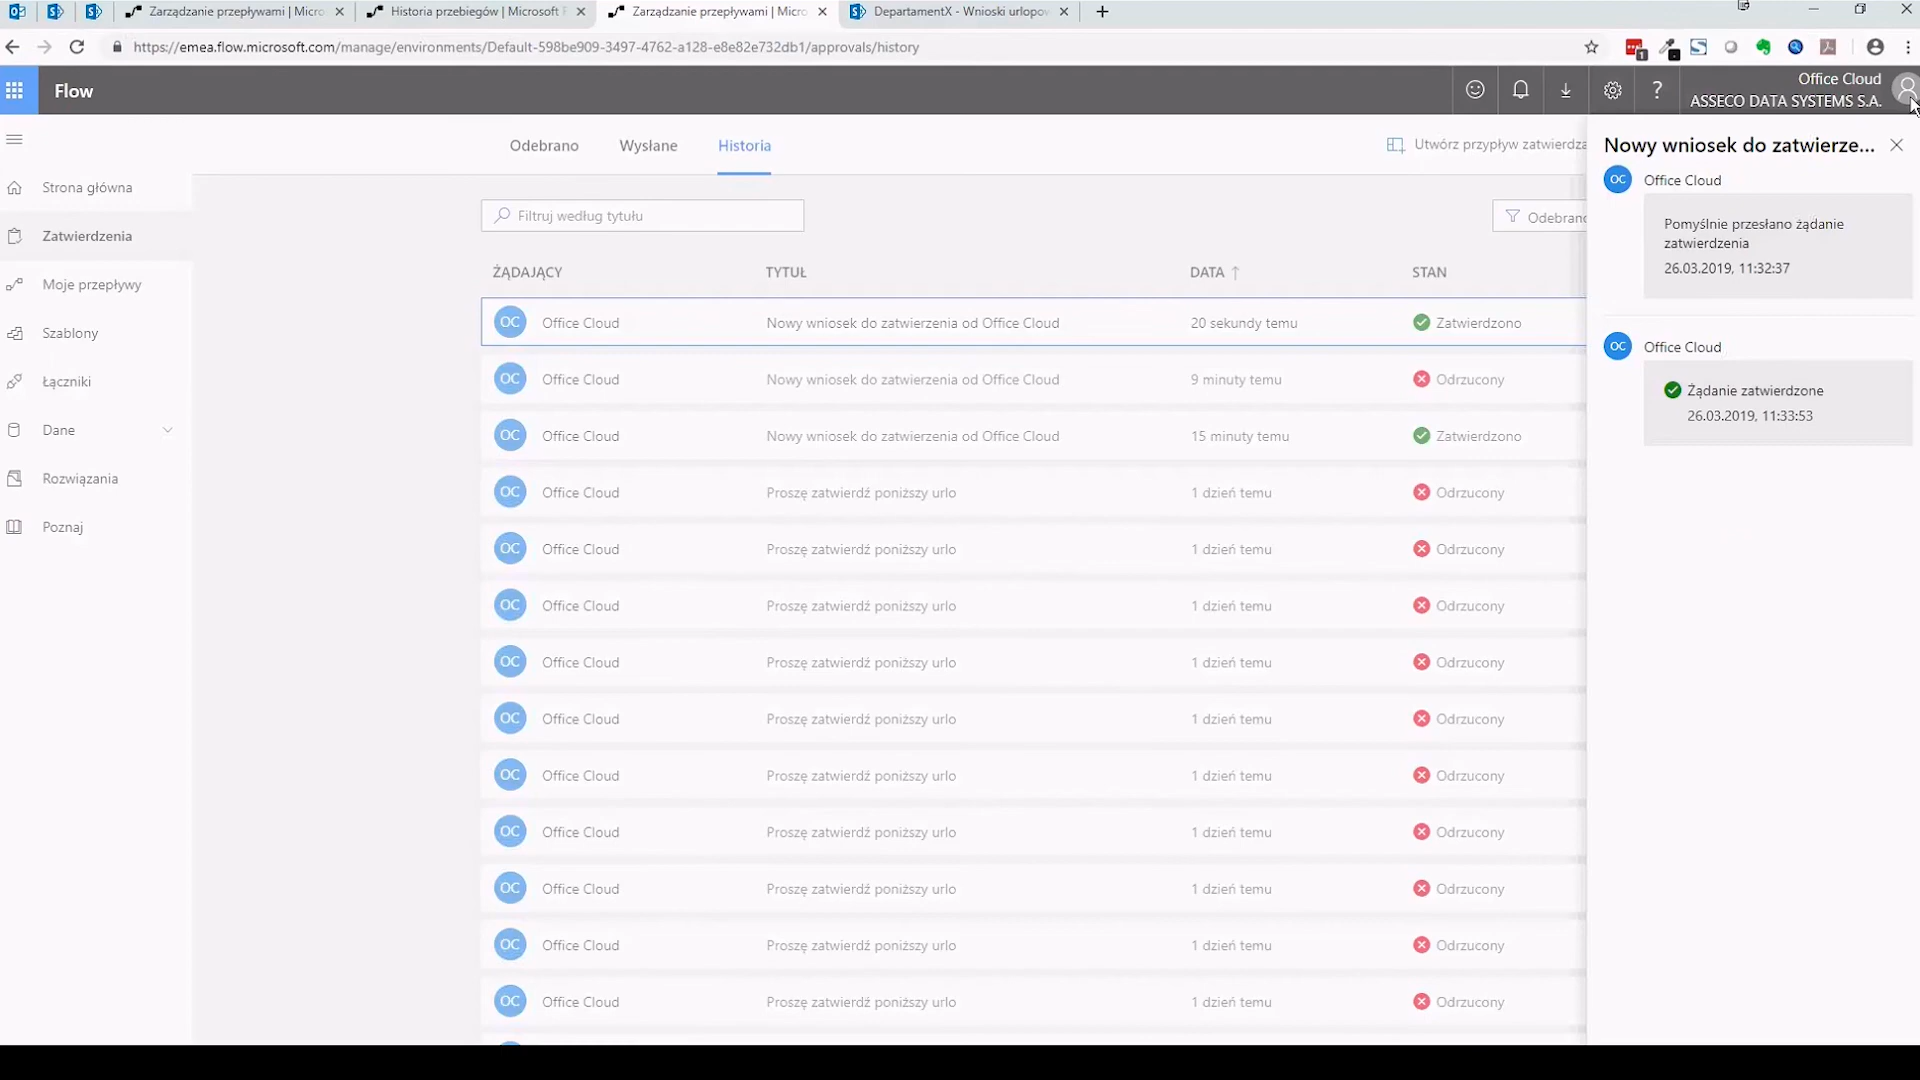 Zarządzanie przepływami | Micro
Historia przebiegów | Microsoft F
Zarządzanie przepływami | Micro
DepartamentX - Wnioski urlopov
https://emea.flow.microsoft.com/manage/environments/Default-598be909-3497-4762-a128-e8e82e732db1/approvals/history
1
Flow
?
Office Cloud
ASSECO DATA SYSTEMS S.A.
Strona główna
Zatwierdzenia
Moje przepływy
Szablony
Łączniki
Dane
Rozwiązania
Poznaj
Odebrano Wysłane Historia
Utwórz przypływ zatwierdza
Filtruj według tytułu
Odebrano
ŻĄDAJĄCY TYTUŁ DATA STAN
OC Office Cloud Nowy wniosek do zatwierdzenia od Office Cloud 20 sekundy temu Zatwierdzono
OC Office Cloud Nowy wniosek do zatwierdzenia od Office Cloud 9 minuty temu Odrzucony
OC Office Cloud Nowy wniosek do zatwierdzenia od Office Cloud 15 minuty temu Zatwierdzono
OC Office Cloud Proszę zatwierdź poniższy urlo 1 dzień temu Odrzucony
OC Office Cloud Proszę zatwierdź poniższy urlo 1 dzień temu Odrzucony
OC Office Cloud Proszę zatwierdź poniższy urlo 1 dzień temu Odrzucony
OC Office Cloud Proszę zatwierdź poniższy urlo 1 dzień temu Odrzucony
OC Office Cloud Proszę zatwierdź poniższy urlo 1 dzień temu Odrzucony
OC Office Cloud Proszę zatwierdź poniższy urlo 1 dzień temu Odrzucony
OC Office Cloud Proszę zatwierdź poniższy urlo 1 dzień temu Odrzucony
OC Office Cloud Proszę zatwierdź poniższy urlo 1 dzień temu Odrzucony
OC Office Cloud Proszę zatwierdź poniższy urlo 1 dzień temu Odrzucony
OC Office Cloud Proszę zatwierdź poniższy urlo 1 dzień temu Odrzucony
Nowy wniosek do zatwierze...
OC Office Cloud
Pomyślnie przesłano żądanie
zatwierdzenia
26.03.2019, 11:32:37
OC Office Cloud
Żądanie zatwierdzone
26.03.2019, 11:33:53